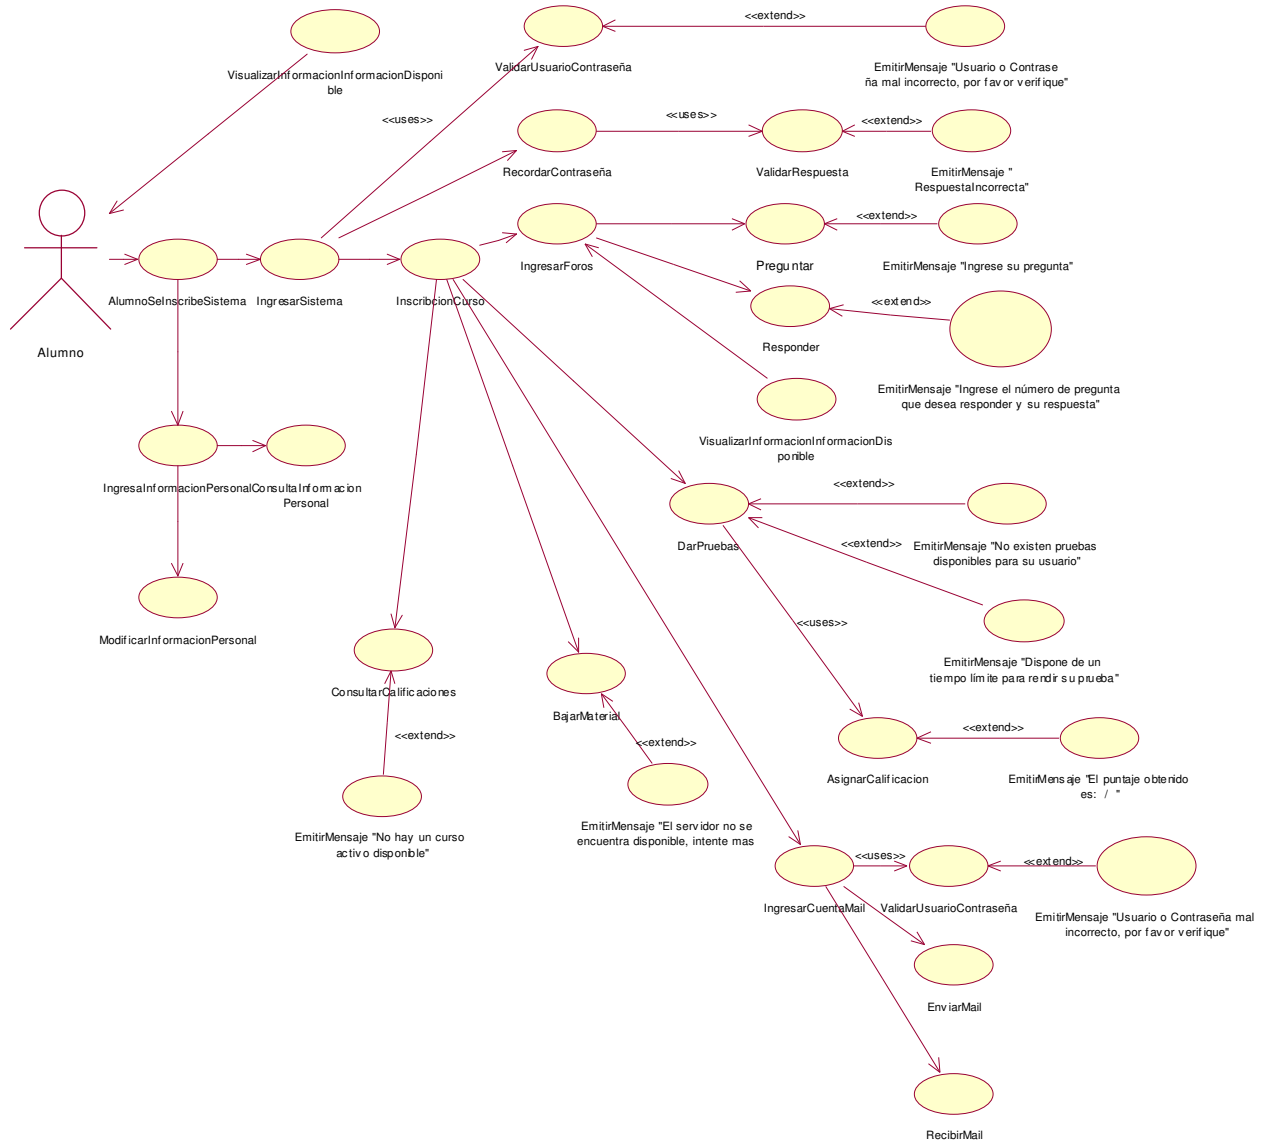 <<extend>>
VisualizarInformacionInformacionDisponi
ble
ValidarUsuarioContraseña
EmitirMensaje "Usuario o Contrase
ña mal incorrecto, por favor verifique"
<<uses>>
<<uses>>
<<extend>>
RecordarContraseña
ValidarRespuesta
EmitirMensaje "
RespuestaIncorrecta"
<<extend>>
IngresarForos
Preguntar
EmitirMensaje "Ingrese su pregunta"
AlumnoSeInscribeSistema
IngresarSistema
InscribcionCurso
<<extend>>
Alumno
Responder
EmitirMensaje "Ingrese el número de pregunta
que desea responder y su respuesta"
VisualizarInformacionInformacionDis
ponible
IngresaInformacionPersonal
ConsultaInformacion
Personal
<<extend>>
DarPruebas
<<extend>>
EmitirMensaje "No existen pruebas
disponibles para su usuario"
ModificarInformacionPersonal
<<uses>>
EmitirMensaje "Dispone de un
tiempo límite para rendir su prueba"
ConsultarCalificaciones
BajarMaterial
<<extend>>
<<extend>>
<<extend>>
AsignarCalificacion
EmitirMensaje "El puntaje obtenido
es:  /  "
EmitirMensaje "No hay un curso
activo disponible"
EmitirMensaje "El servidor no se
encuentra disponible, intente mas
<<uses>>
<<extend>>
IngresarCuentaMail
ValidarUsuarioContraseña
EmitirMensaje "Usuario o Contraseña mal
incorrecto, por favor verifique"
EnviarMail
RecibirMail